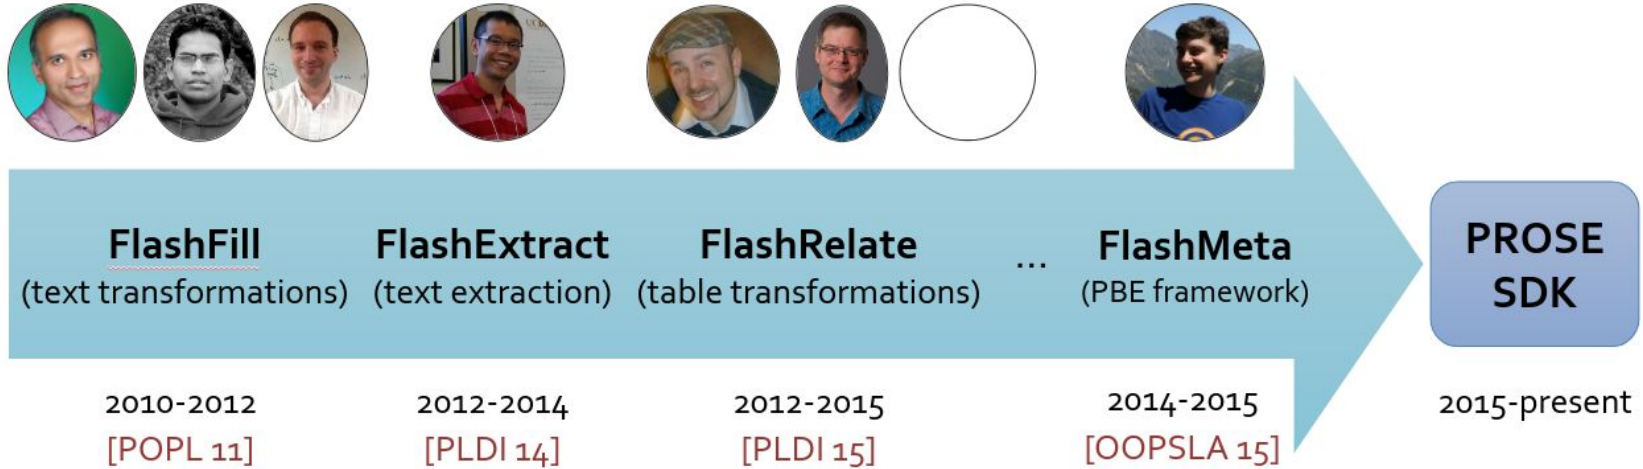 FlashFill
(text transformations)
2010-2012
[POPL 11]
FlashExtract
(text extraction)
2012-2014
[PLDI 14]
FlashRelate
(table transformations)
2012-2015
[PLDI 15]
...
FlashMeta
(PBE framework)
2014-2015
[OOPSLA 15]
PROSE
SDK
2015-present